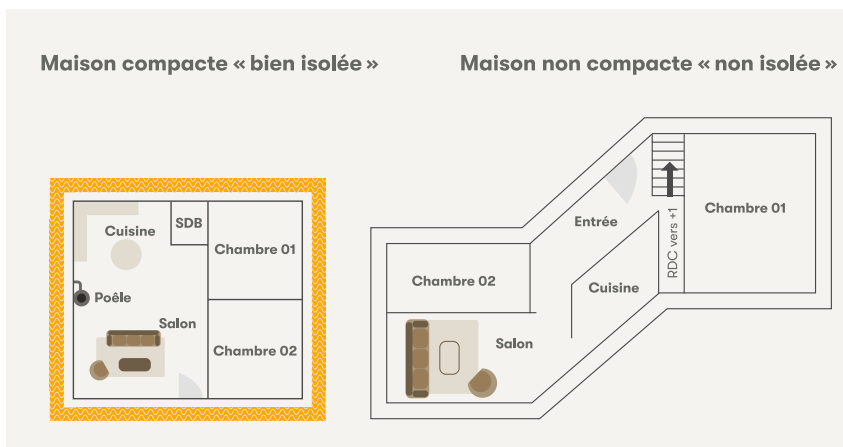 Maison compacte « bien isolée »
Cuisine
SDB
Chambre 01
Poêle
Salon
Chambre 02
Maison non compacte « non isolée »
Entrée
RDC vers +1
Chambre 01
Chambre 02
Cuisine
Salon